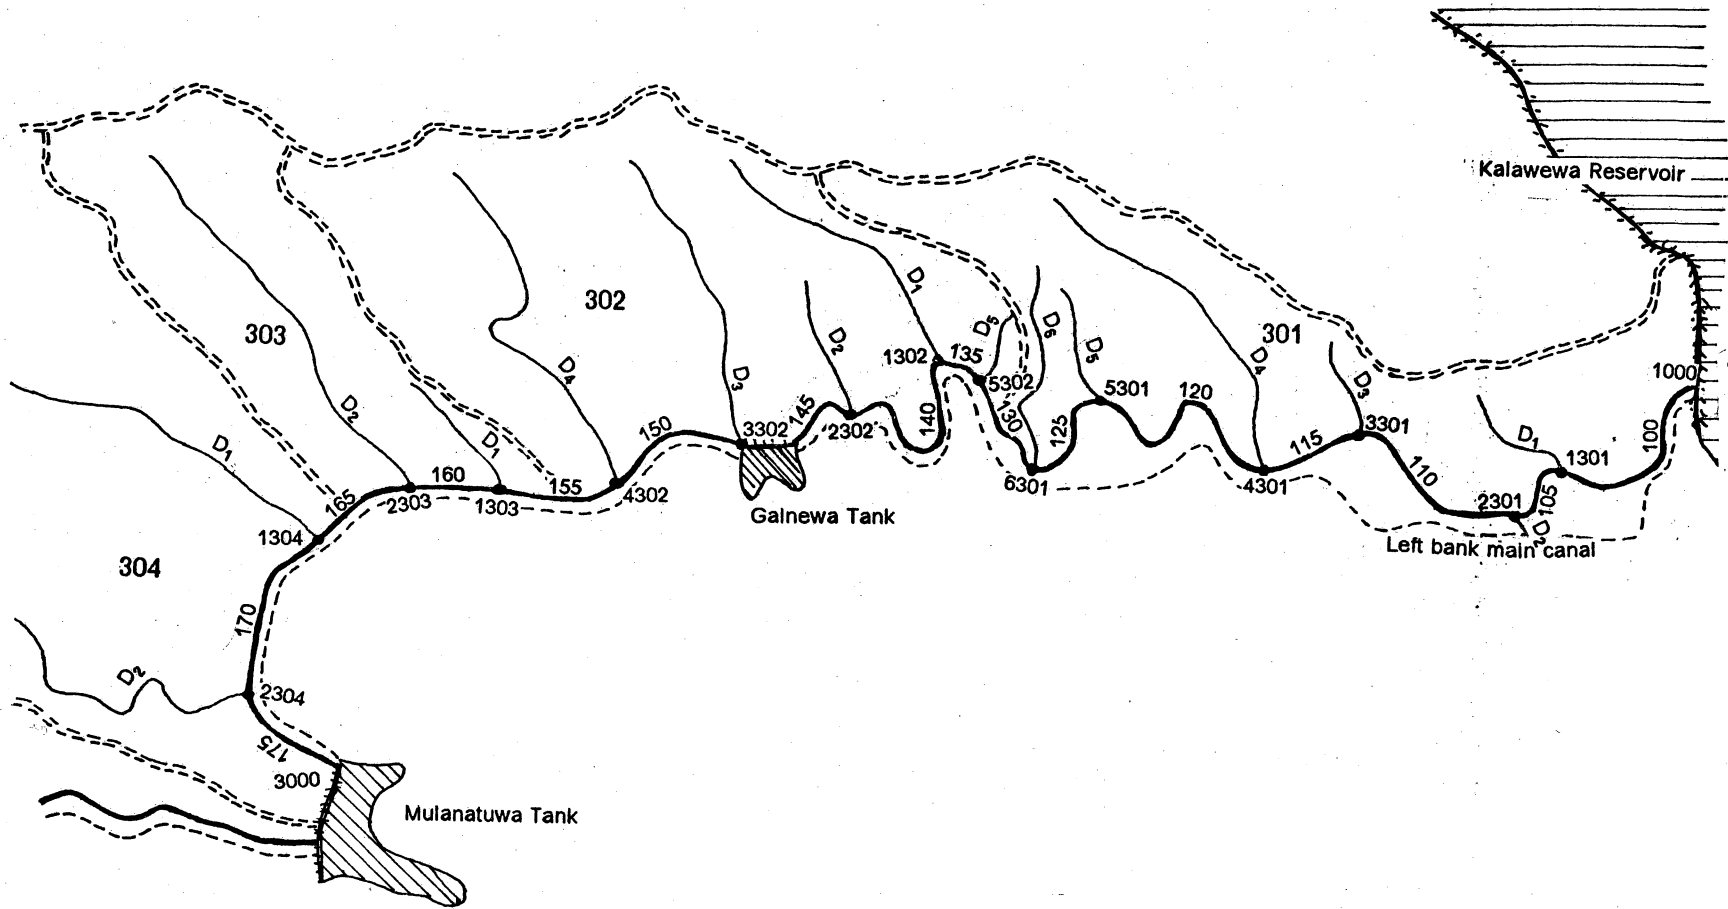 Kalawewa Reservoir
303
302
301
304
D1
D2
D1
D4
D3
D2
D1
D5
D6
D5
D4
D3
D1
D2
D2
1000
100
1301
105
2301
110
3301
115
4301
120
5301
125
6301
130
5302
135
1302
140
2302
145
3302
150
4302
155
1303
160
2303
165
1304
170
2304
175
3000
Galnewa Tank
Left bank main canal
Mulanatuwa Tank